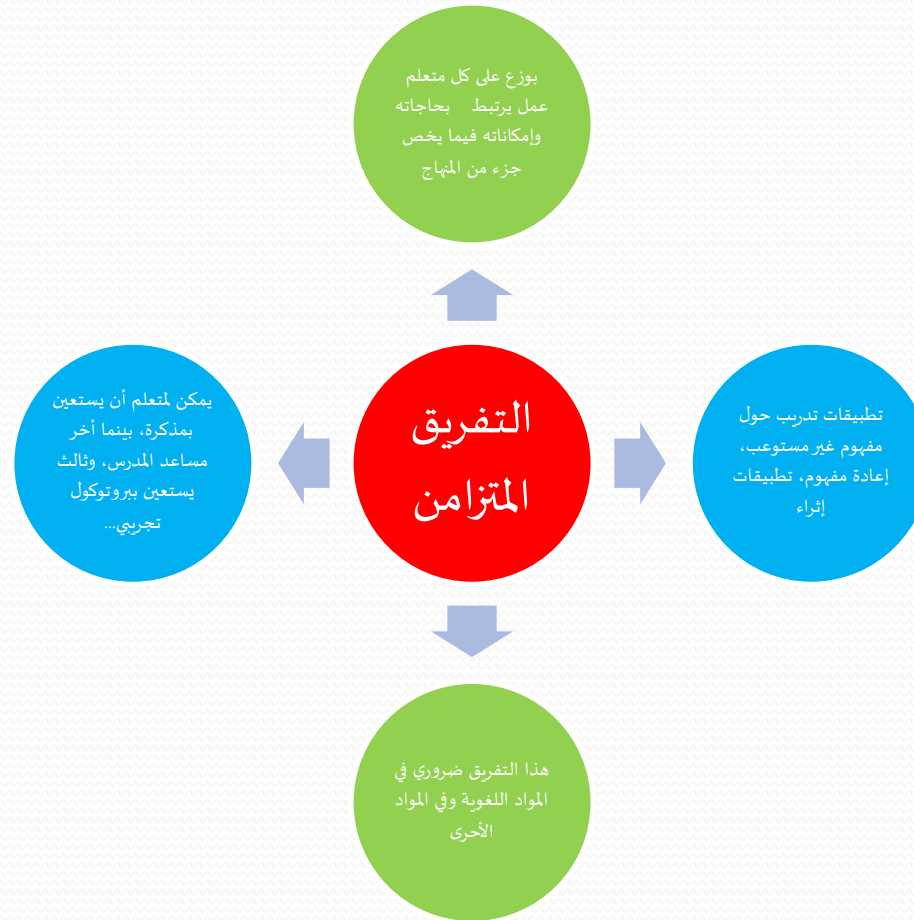 بوزع على كل متعلم
عمل يرتبط بحاجاته
وإمكاناته فيما يخص
جزء من المنهاج
التفريق
المتزامن
تطبيقات تدريب حول
مفهوم غير مستوعب،
إعادة مفهوم، تطبيقات
إثراء
هذا التفريق ضروري في
المواد اللغوية وفي المواد
الأحرى
يمكن لمتعلم أن يستعين
بمذكرة، بينما أخر
مساعد المدرس، وثالث
يستعين ببروتوكول
تجريبي...